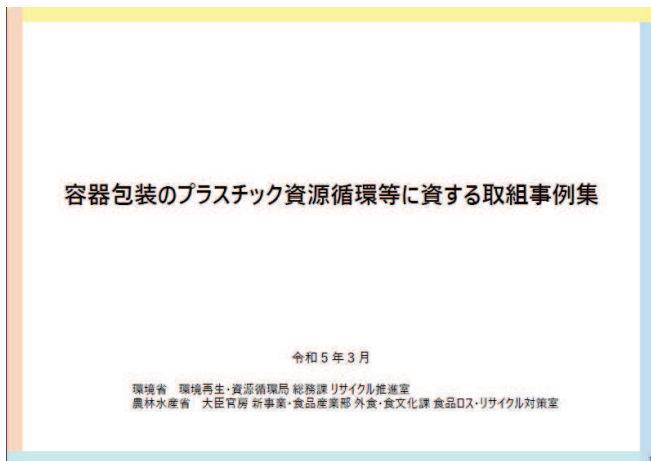 容器包装のプラスチック資源循環等に資する取組事例集
令和５年３月
環境省　環境再生・資源循環局 総務課 リサイクル推進室
農林水産省　大臣官房 新事業・食品産業部 外食・食文化課 食品ロス・リサイクル対策室